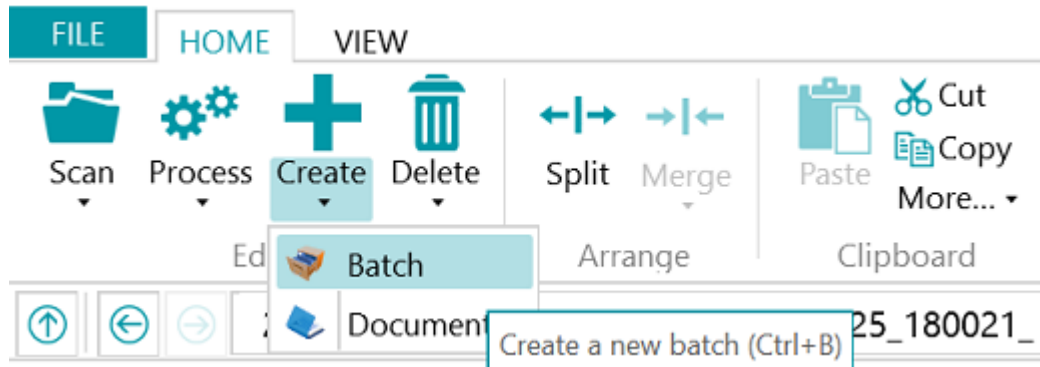 FILE HOME VIEW
Scan Process Create Delete Split Merge Paste Cut
Copy
More...
Ed Arrange Clipboard
Batch
Document
25_180021_
Create a new batch (Ctrl+B)